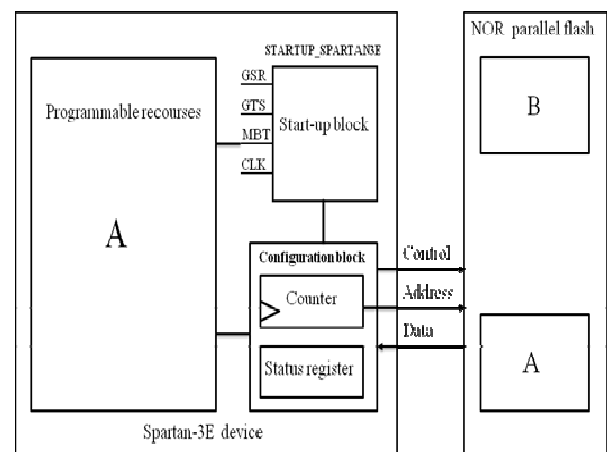 NOR parallel flash
STARTUP_SPARTAN3E
GSR
GTS
MBT
CLK
Start-up block
Programmable recourses
A
B
Configuration block
Counter
Status register
Control
Address
Data
A
Spartan-3E device